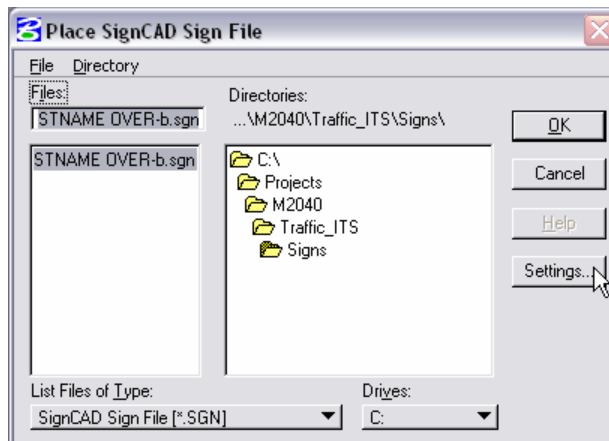 Place SignCAD Sign File
File Directory
Files:
STNAME OVER-b.sgn
STNAME OVER-b.sgn
Directories:
...\M2040\Traffic_ITS\Signs\
C:\
Projects
M2040
Traffic_ITS
Signs
OK
Cancel
Help
Settings...
List Files of Type:
SignCAD Sign File [*.SGN]
Drives:
C: